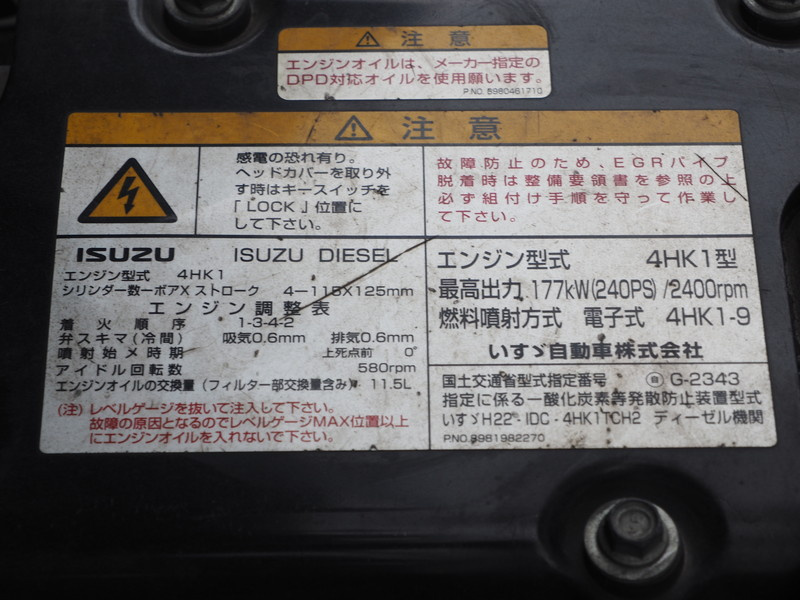 注意
エンジンオイルは、メーカー指定の
DPD対応オイルを使用願います。
P.NO. 8980461710
注意
感電の恐れ有り。
ヘッドカバーを取り外
す時はキースイッチを
「LOCK」位置に
して下さい。
故障防止のため、EGRパイプ
脱着時は整備要領書を参照の上
必ず組付け手順を守って作業し
て下さい。
ISUZU ISUZU DIESEL
エンジン型式 4HK1
シリンダー数ーボアX ストローク 4－115X125mm
エンジン調整表
着火順序 1-3-4-2
弁スキマ(冷間) 吸気0.6mm 排気0.6mm
噴射始メ時期 上死点前 0°
アイドル回転数 580rpm
エンジンオイルの交換量(フィルター部交換量含み) 11.5L
(注) レベルゲージを抜いて注入して下さい。
故障の原因となるのでレベルゲージMAX位置以上
にエンジンオイルを入れないで下さい。
エンジン型式 4HK1型
最高出力 177kW(240PS)/2400rpm
燃料噴射方式 電子式 4HK1-9
いすゞ自動車株式会社
国土交通省型式指定番号 G-2343
指定に係る一酸化炭素等発散防止装置型式
いすゞH22-IDC-4HK1TCH2 ディーゼル機関
P.NO.8981982270